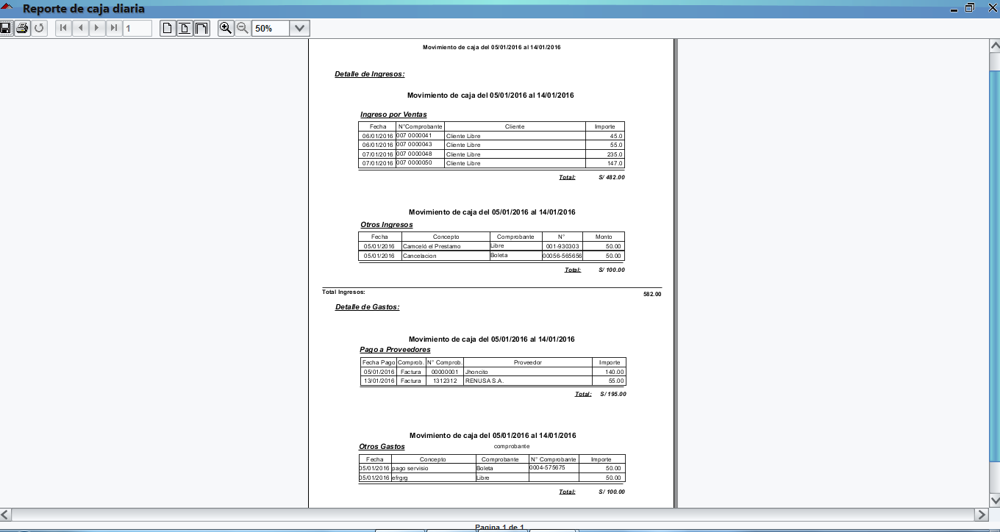 Reporte de caja diaria
1
50%
Movimiento de caja del 05/01/2016 al 14/01/2016
Detalle de Ingresos:
Movimiento de caja del 05/01/2016 al 14/01/2016
Ingreso por Ventas
Fecha N°Comprobante Cliente Importe
06/01/2016 007 0000041 Cliente Libre 45.0
06/01/2016 007 0000043 Cliente Libre 55.0
07/01/2016 007 0000048 Cliente Libre 235.0
07/01/2016 007 0000050 Cliente Libre 147.0
Total: S/ 482.00
Movimiento de caja del 05/01/2016 al 14/01/2016
Otros Ingresos
Fecha Concepto Comprobante N° Monto
05/01/2016 Camceló el Prestamo Libre 001-930303 50.00
05/01/2016 Cancelacion Boleta 00056-565656 50.00
Total: S/ 100.00
Total Ingresos: 582.00
Detalle de Gastos:
Movimiento de caja del 05/01/2016 al 14/01/2016
Pago a Proveedores
Fecha Pago Comprob. N° Comprob. Proveedor Importe
05/01/2016 Factura 00000001 Jhoncito 140.00
13/01/2016 Factura 1312312 RENUSA S.A. 55.00
Total: S/ 195.00
Movimiento de caja del 05/01/2016 al 14/01/2016
Otros Gastos comprobante
Fecha Concepto Comprobante N° Comprobante Importe
05/01/2016 pago servisio Boleta 0004-575675 50.00
05/01/2016 efrgrg Libre 50.00
Total: S/ 100.00
Pagina 1 de 1